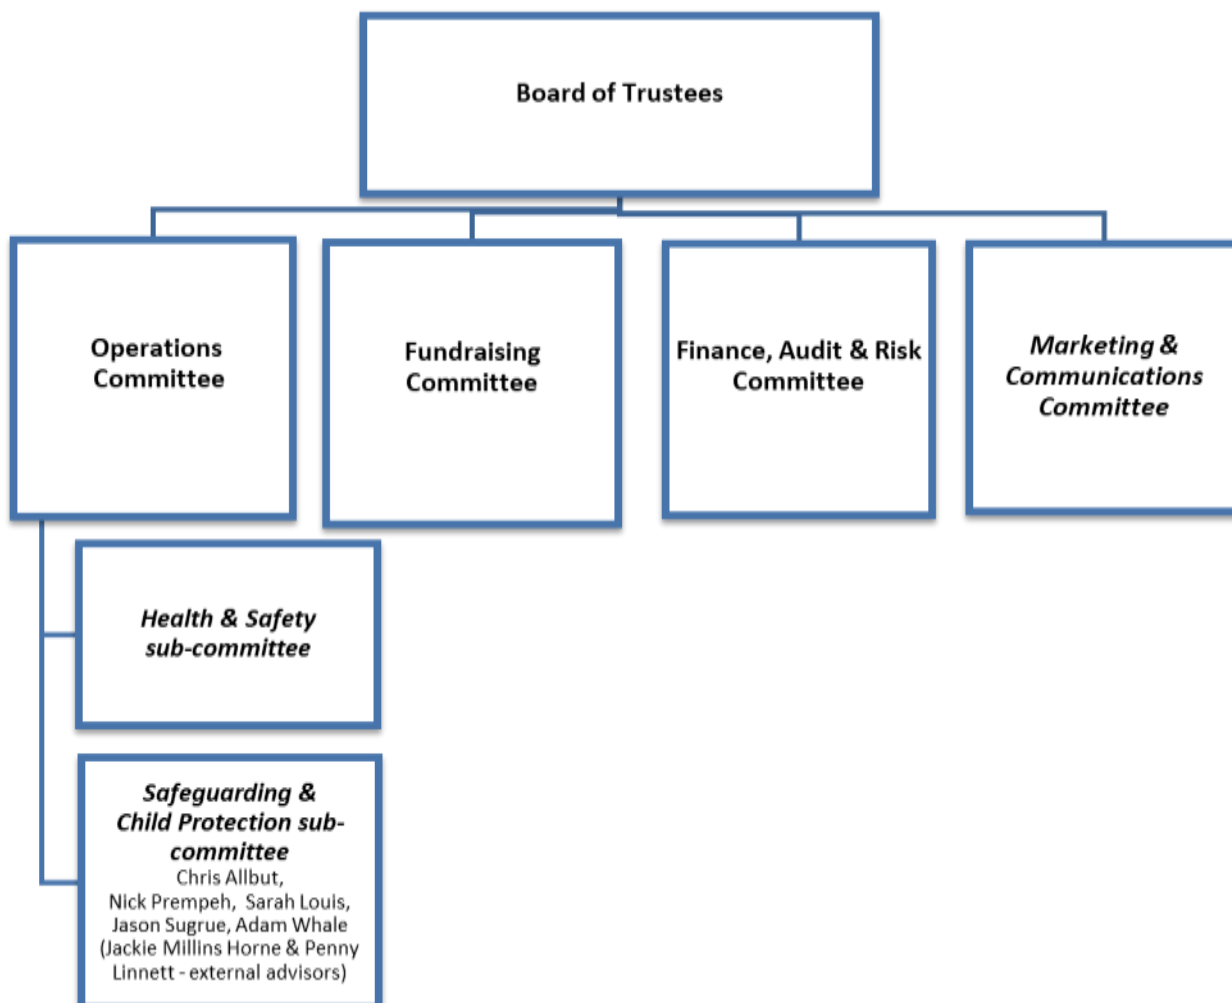 Board of Trustees
Operations
Committee
Fundraising
Committee
Finance, Audit & Risk
Committee
Marketing &
Communications
Committee
Health & Safety
sub-committee
Safeguarding &
Child Protection sub-
committee
Chris Allbut,
Nick Prempeh, Sarah Louis,
Jason Sugrue, Adam Whale
(Jackie Millins Horne & Penny
Linnett - external advisors)